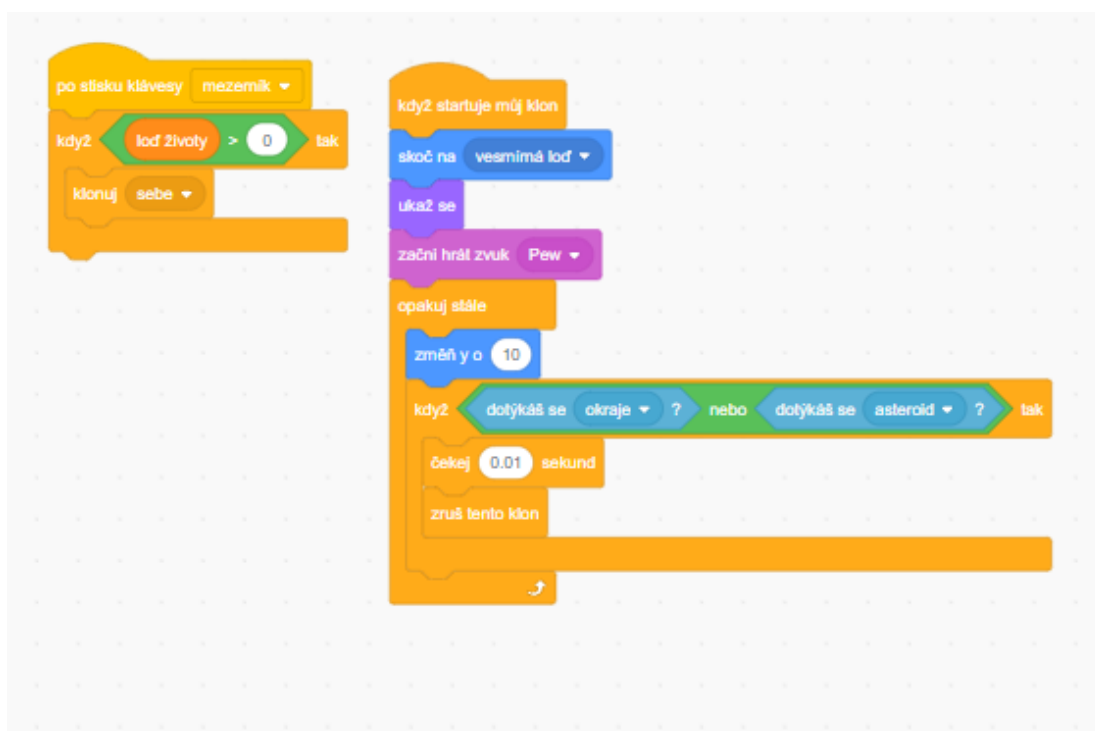 po stisku klávesy mezerník
když loď životy > 0 tak
klonuj sebe
když startuje můj klon
skoč na vesmírná loď
ukaž se
začni hrát zvuk Pew
opakuj stále
změň y o 10
když dotýkáš se okraje ? nebo dotýkáš se asteroid ? tak
čekej 0.01 sekund
zruš tento klon